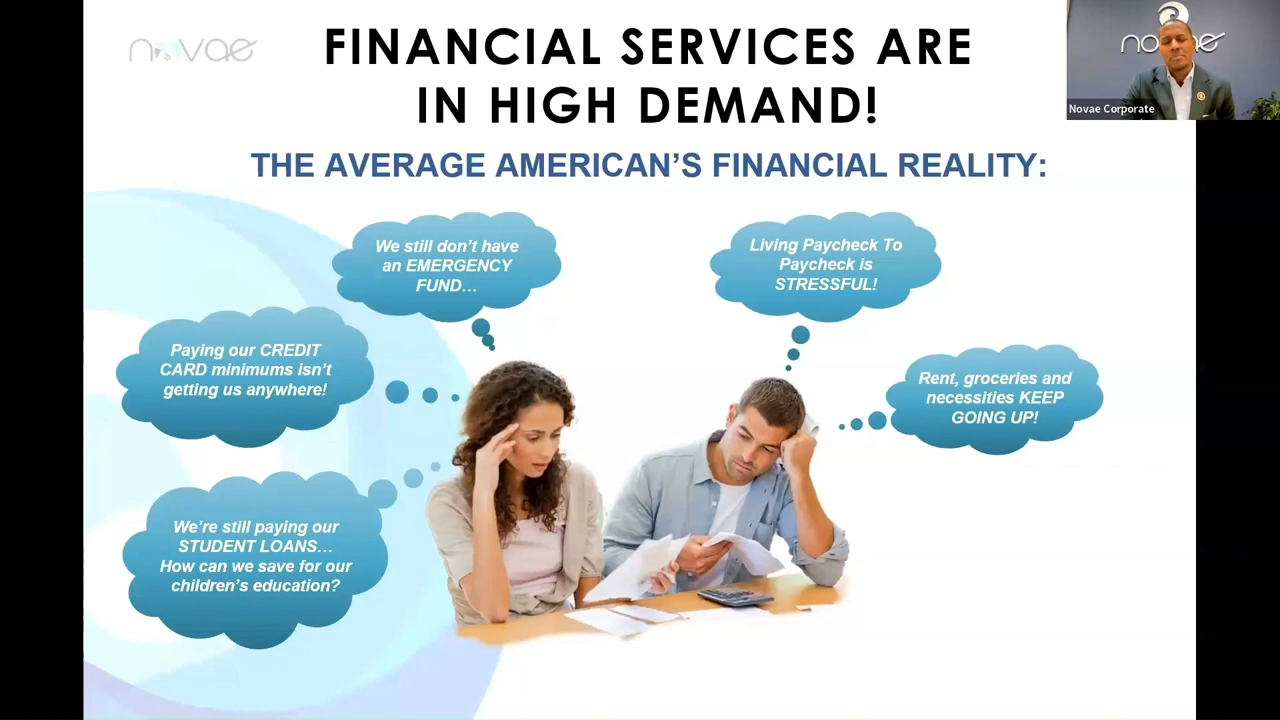 novae
FINANCIAL SERVICES ARE
IN HIGH DEMAND!
novae
Novae Corporate
THE AVERAGE AMERICAN’S FINANCIAL REALITY:
We still don’t have
an EMERGENCY
FUND…
Living Paycheck To
Paycheck is
STRESSFUL!
Paying our CREDIT
CARD minimums isn’t
getting us anywhere!
Rent, groceries and
necessities KEEP
GOING UP!
We’re still paying our
STUDENT LOANS…
How can we save for our
children’s education?